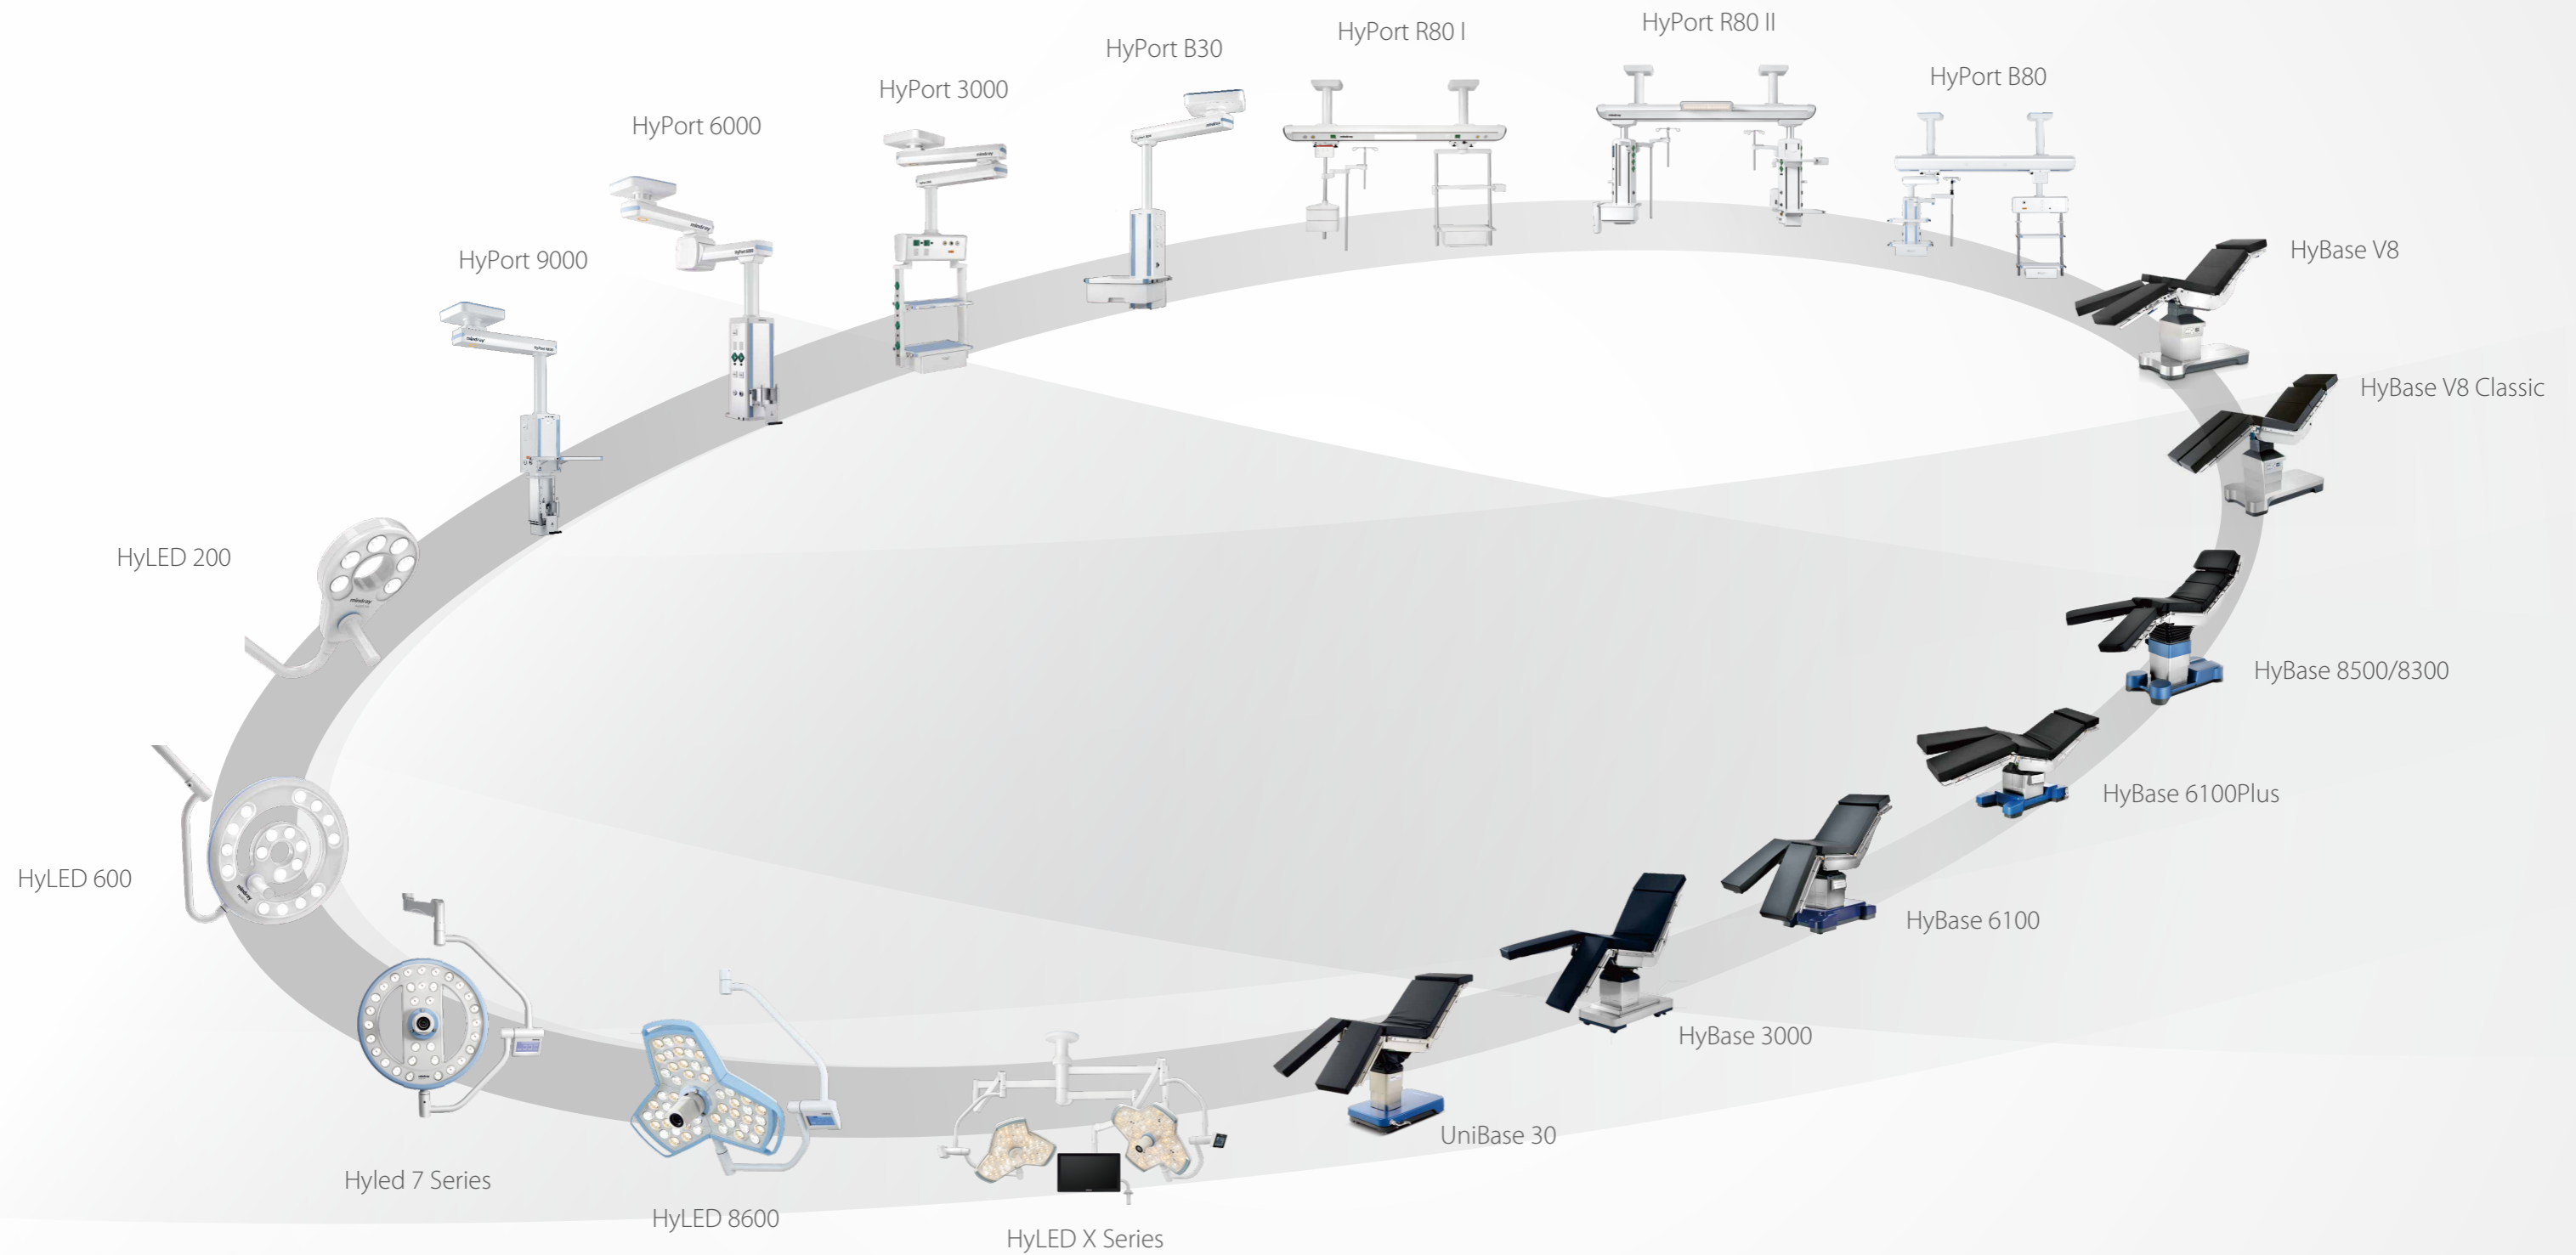 HyPort R80 I
HyPort R80 II
HyPort B30
HyPort B80
HyPort 3000
HyPort 6000
HyPort 9000
HyBase V8
HyBase V8 Classic
HyLED 200
HyBase 8500/8300
HyBase 6100Plus
HyLED 600
HyBase 6100
HyBase 3000
UniBase 30
Hyled 7 Series
HyLED 8600
HyLED X Series
mindray